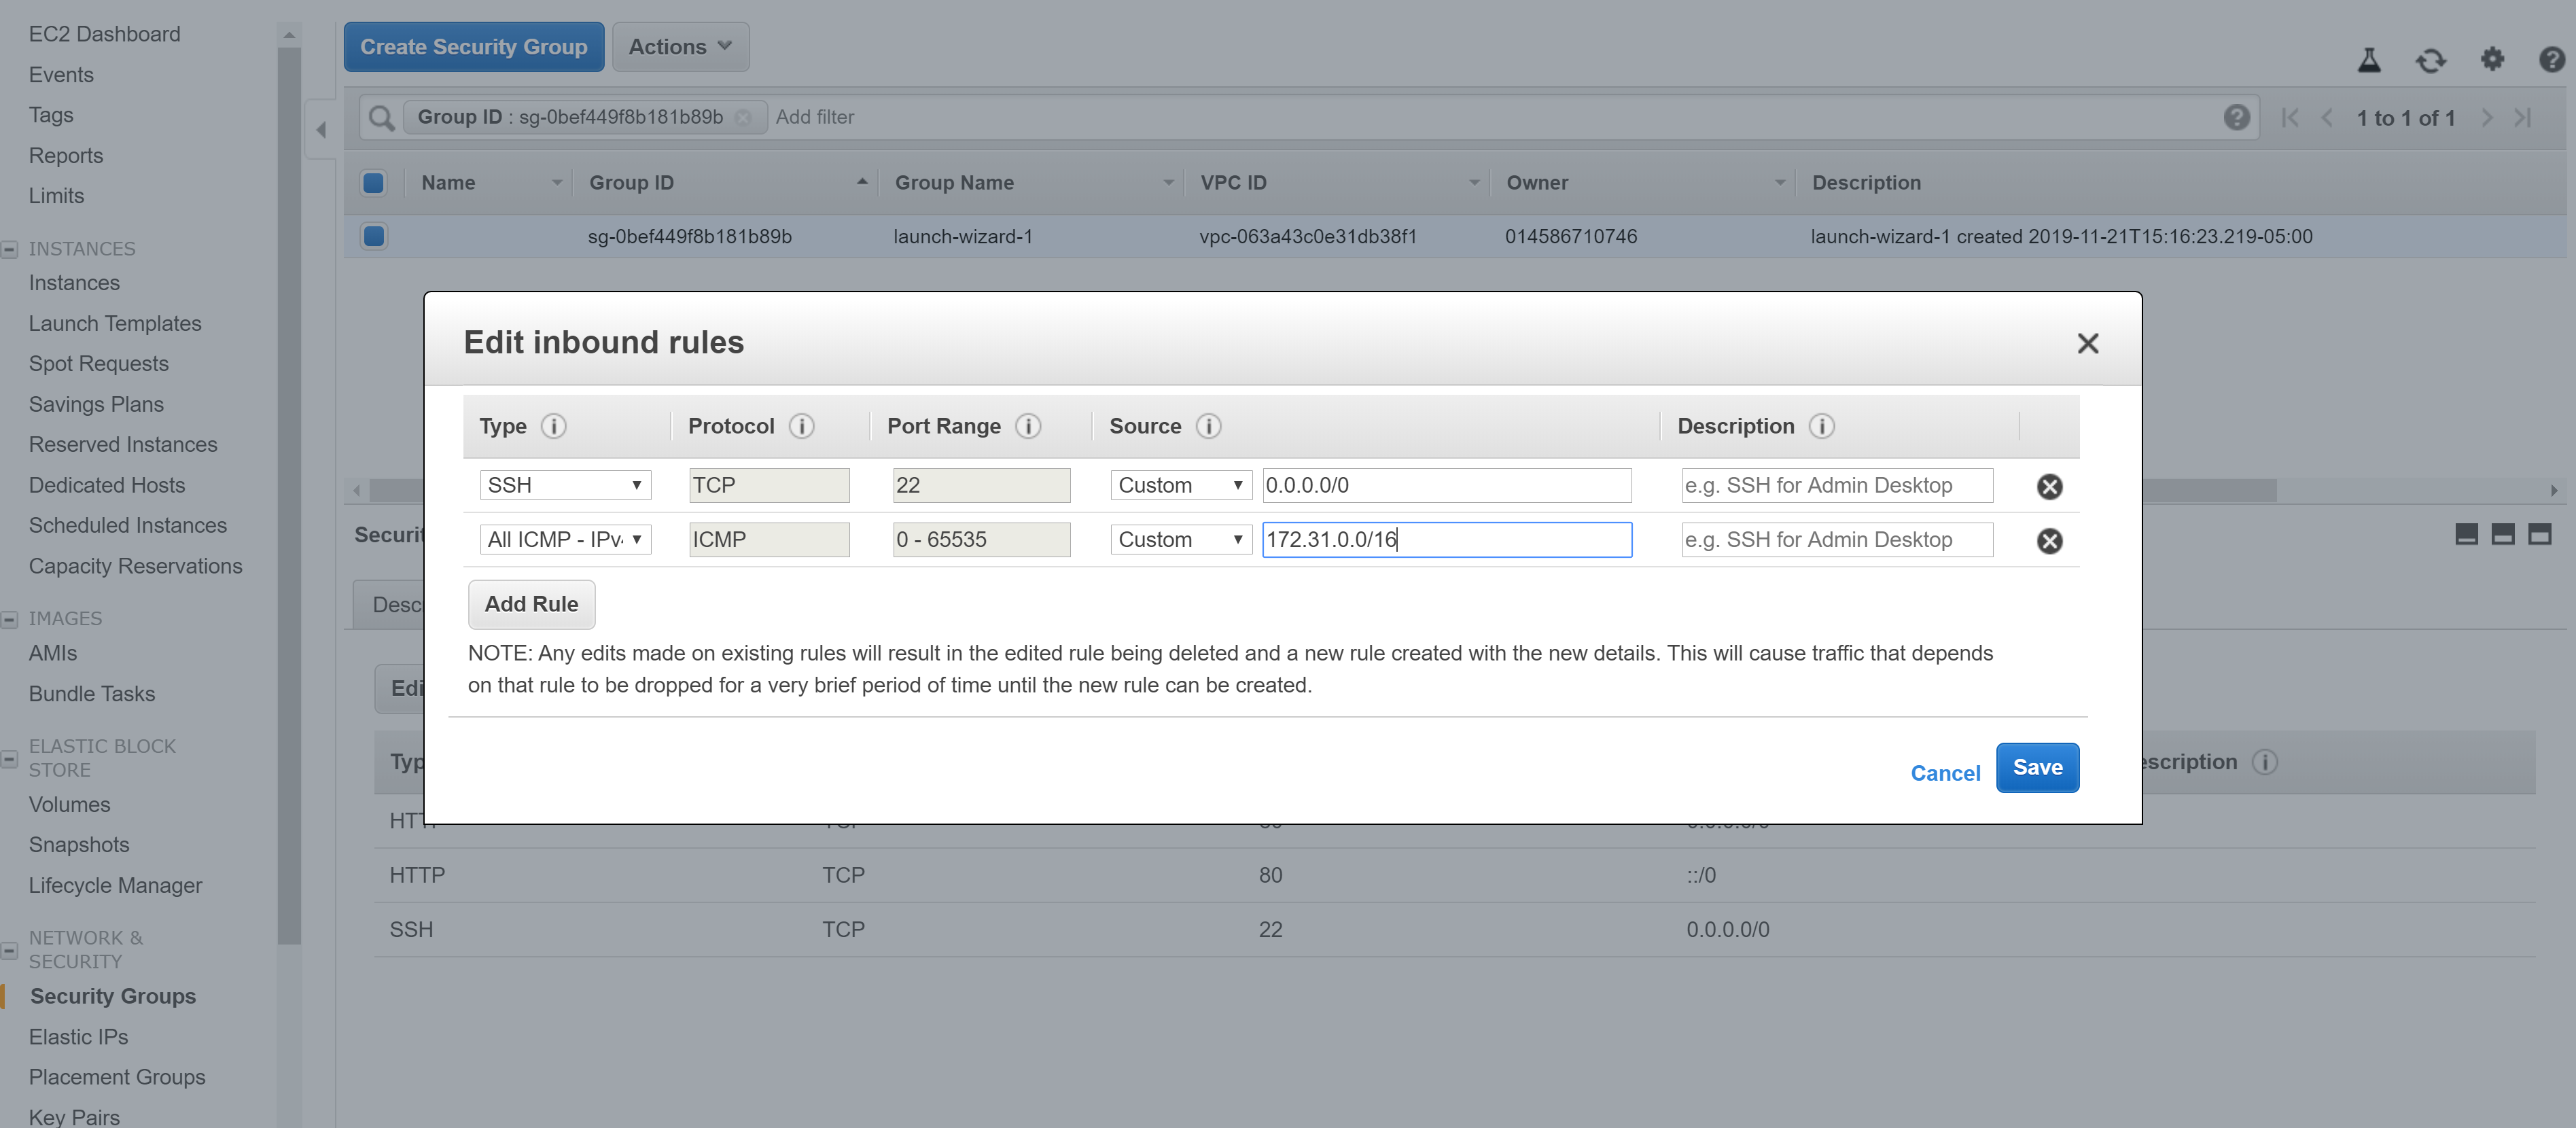 EC2 Dashboard
Events
Tags
Reports
Limits
INSTANCES
Instances
Launch Templates
Spot Requests
Savings Plans
Reserved Instances
Dedicated Hosts
Scheduled Instances
Capacity Reservations
IMAGES
AMIs
Bundle Tasks
ELASTIC BLOCK
STORE
Volumes
Snapshots
Lifecycle Manager
NETWORK &
SECURITY
Security Groups
Elastic IPs
Placement Groups
Key Pairs
Create Security Group Actions
Group ID : sg-0bef449f8b181b89b Add filter 1 to 1 of 1
Name Group ID Group Name VPC ID Owner Description
sg-0bef449f8b181b89b launch-wizard-1 vpc-063a43c0e31db38f1 014586710746 launch-wizard-1 created 2019-11-21T15:16:23.219-05:00
Edit inbound rules
Type Protocol Port Range Source Description
SSH TCP 22 Custom 0.0.0.0/0 e.g. SSH for Admin Desktop
All ICMP - IPv4 ICMP 0 - 65535 Custom 172.31.0.0/16 e.g. SSH for Admin Desktop
Add Rule
NOTE: Any edits made on existing rules will result in the edited rule being deleted and a new rule created with the new details. This will cause traffic that depends
on that rule to be dropped for a very brief period of time until the new rule can be created.
Cancel Save
HTTP TCP 80 0.0.0.0/0
HTTP TCP 80 ::/0
SSH TCP 22 0.0.0.0/0